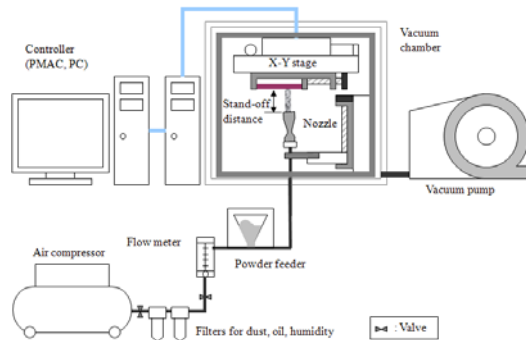 Controller
(PMAC, PC)
Vacuum
chamber
X-Y stage
Stand-off
distance
Nozzle
Vacuum pump
Flow meter
Air compressor
Powder feeder
Filters for dust, oil, humidity
: Valve